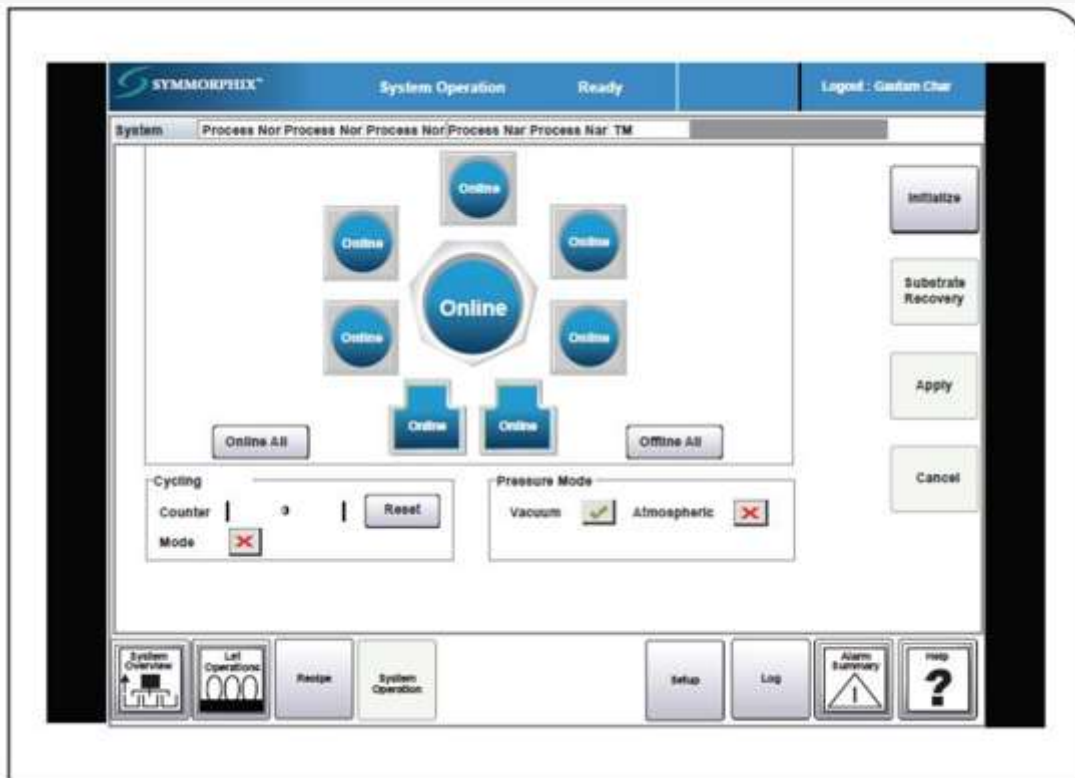 SYMMORPHIX™ System Operation Ready Logout : Gautam Char
System Process Nor Process Nor Process Nor Process Nar Process Nar TM
Online
Online Online
Online
Online Online
Online Online
Online All Offline All
Initialize
Substrate
Recovery
Apply
Cancel
Cycling
Counter Reset
Mode
Pressure Mode
Vacuum Atmospheric
System
Overview
Lot
Operations
Recipe
System
Operation
Setup
Log
Alarm
Summary
Help
?